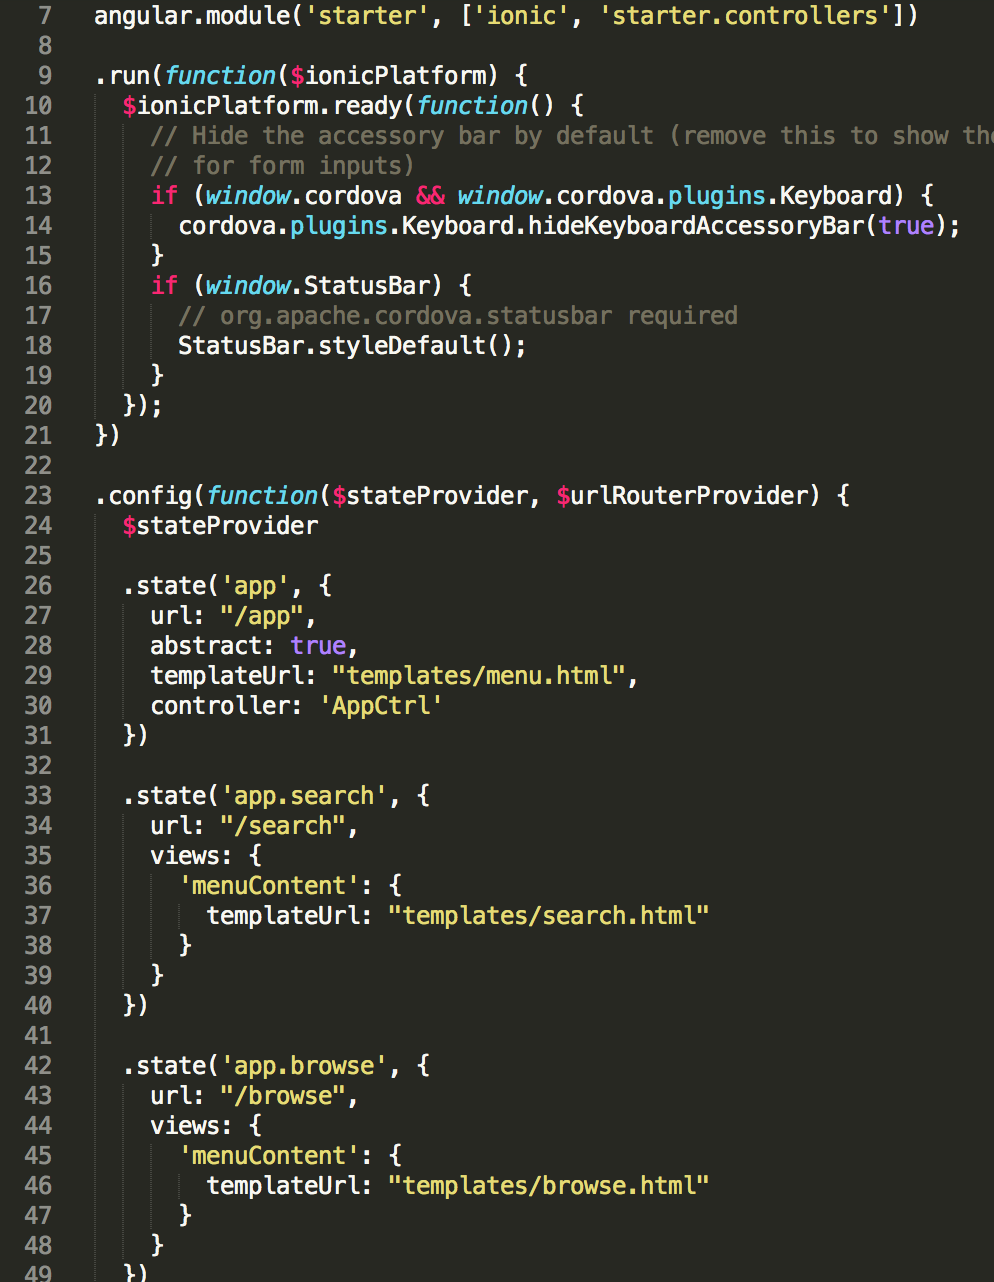 7 angular.module('starter', ['ionic', 'starter.controllers'])
8
9 .run(function($ionicPlatform) {
10 $ionicPlatform.ready(function() {
11 // Hide the accessory bar by default (remove this to show the
12 // for form inputs)
13 if (window.cordova && window.cordova.plugins.Keyboard) {
14 cordova.plugins.Keyboard.hideKeyboardAccessoryBar(true);
15 }
16 if (window.StatusBar) {
17 // org.apache.cordova.statusbar required
18 StatusBar.styleDefault();
19 }
20 });
21 })
22
23 .config(function($stateProvider, $urlRouterProvider) {
24 $stateProvider
25
26 .state('app', {
27 url: "/app",
28 abstract: true,
29 templateUrl: "templates/menu.html",
30 controller: 'AppCtrl'
31 })
32
33 .state('app.search', {
34 url: "/search",
35 views: {
36 'menuContent': {
37 templateUrl: "templates/search.html"
38 }
39 }
40 })
41
42 .state('app.browse', {
43 url: "/browse",
44 views: {
45 'menuContent': {
46 templateUrl: "templates/browse.html"
47 }
48 }
49 })